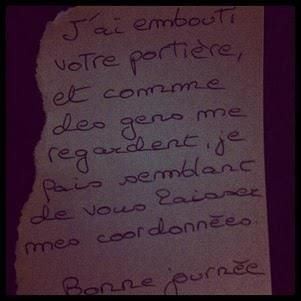 J'ai embouti
votre portière,
et comme
des gens me
regardent, je
fais semblant
de vous laisser
mes coordonnées.
Bonne journée